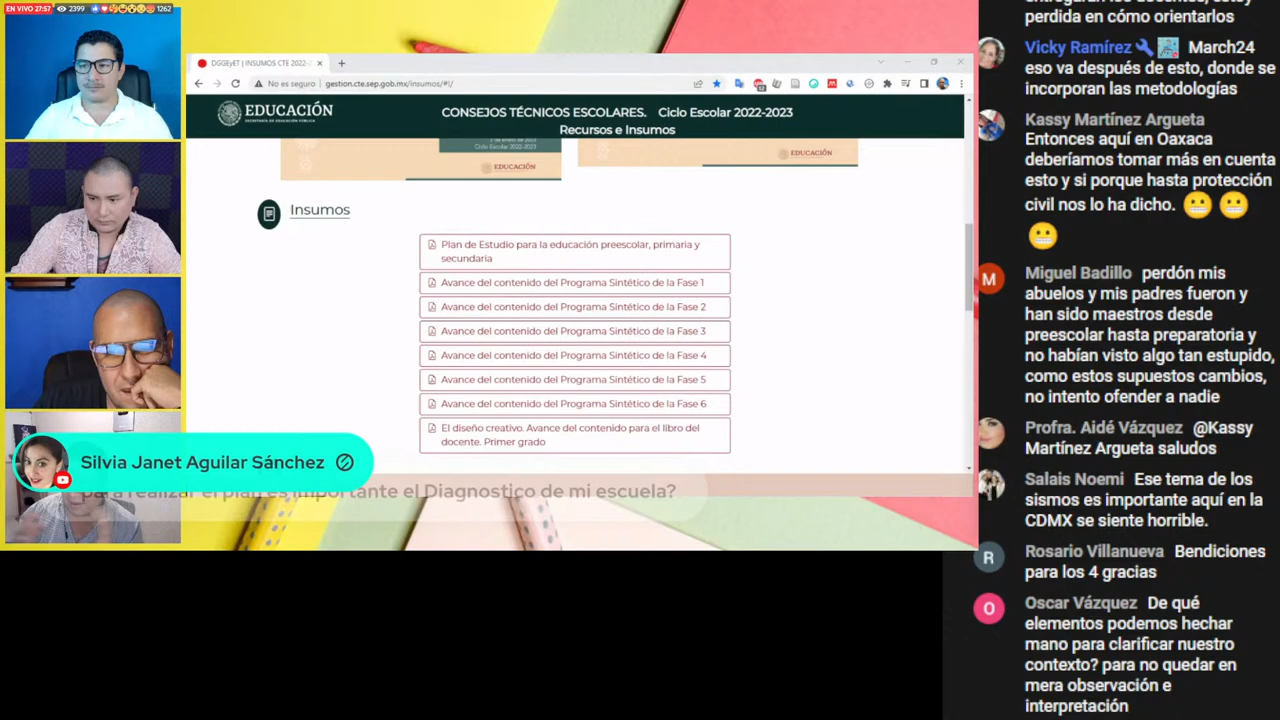 EN VIVO 27:57 2399 1262
DGGEyET | INSUMOS CTE 2022-
No es seguro gestion.cte.sep.gob.mx/insumos/#!/
EDUCACIÓN
SECRETARÍA DE EDUCACIÓN PÚBLICA
CONSEJOS TÉCNICOS ESCOLARES. Ciclo Escolar 2022-2023
Recursos e Insumos
2 de enero de 2023
Ciclo Escolar 2022-2023
EDUCACIÓN
EDUCACIÓN
Insumos
Plan de Estudio para la educación preescolar, primaria y
secundaria
Avance del contenido del Programa Sintético de la Fase 1
Avance del contenido del Programa Sintético de la Fase 2
Avance del contenido del Programa Sintético de la Fase 3
Avance del contenido del Programa Sintético de la Fase 4
Avance del contenido del Programa Sintético de la Fase 5
Avance del contenido del Programa Sintético de la Fase 6
El diseño creativo. Avance del contenido para el libro del
docente. Primer grado
Silvia Janet Aguilar Sánchez
para realizar el plan es importante el Diagnostico de mi escuela?
perdida en cómo orientarlos
Vicky Ramírez March24
eso va después de esto, donde se
incorporan las metodologías
Kassy Martínez Argueta
Entonces aquí en Oaxaca
deberíamos tomar más en cuenta
esto y si porque hasta protección
civil nos lo ha dicho.
M
Miguel Badillo perdón mis
abuelos y mis padres fueron y
han sido maestros desde
preescolar hasta preparatoria y
no habían visto algo tan estupido,
como estos supuestos cambios,
no intento ofender a nadie
Profra. Aidé Vázquez @Kassy
Martínez Argueta saludos
Salais Noemi Ese tema de los
sismos es importante aquí en la
CDMX se siente horrible.
R
Rosario Villanueva Bendiciones
para los 4 gracias
O
Oscar Vázquez De qué
elementos podemos hechar
mano para clarificar nuestro
contexto? para no quedar en
mera observación e
interpretación